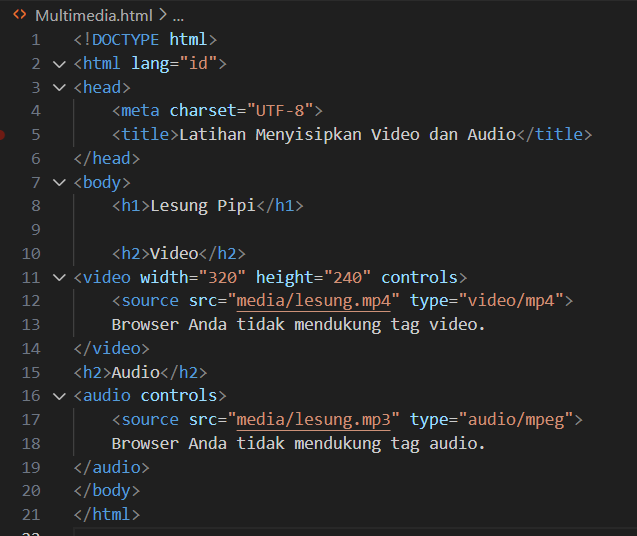 Multimedia.html > ...
1 <!DOCTYPE html>
2 <html lang="id">
3 <head>
4     <meta charset="UTF-8">
5     <title>Latihan Menyisipkan Video dan Audio</title>
6 </head>
7 <body>
8     <h1>Lesung Pipi</h1>
9
10     <h2>Video</h2>
11 <video width="320" height="240" controls>
12     <source src="media/lesung.mp4" type="video/mp4">
13     Browser Anda tidak mendukung tag video.
14 </video>
15 <h2>Audio</h2>
16 <audio controls>
17     <source src="media/lesung.mp3" type="audio/mpeg">
18     Browser Anda tidak mendukung tag audio.
19 </audio>
20 </body>
21 </html>
22